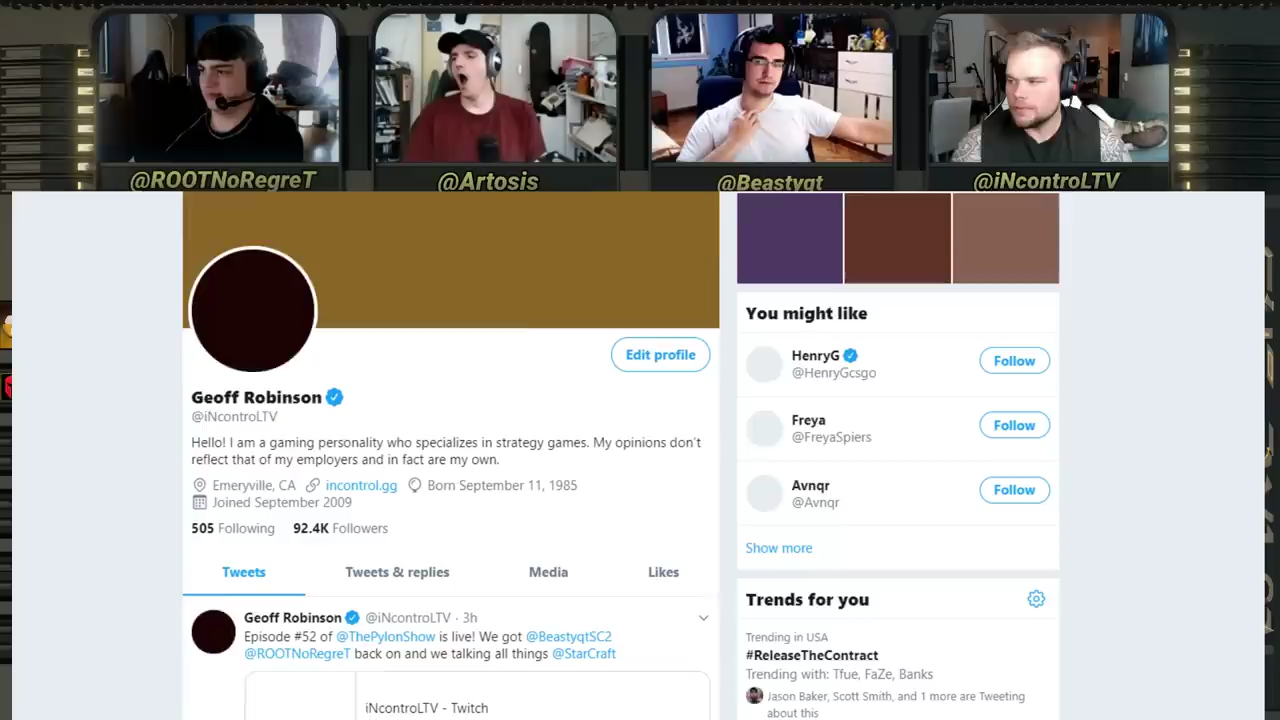 @ROOTNoRegreT
@Artosis
@Beastyqt
@iNcontroLTV
Edit profile
Geoff Robinson
@iNcontroLTV
Hello! I am a gaming personality who specializes in strategy games. My opinions don't
reflect that of my employers and in fact are my own.
Emeryville, CA incontrol.gg Born September 11, 1985
Joined September 2009
505 Following 92.4K Followers
Tweets Tweets & replies Media Likes
Geoff Robinson @iNcontroLTV · 3h
Episode #52 of @ThePylonShow is live! We got @BeastyqtSC2
@ROOTNoRegreT back on and we talking all things @StarCraft
iNcontroLTV - Twitch
You might like
HenryG
@HenryGcsgo
Follow
Freya
@FreyaSpiers
Follow
Avnqr
@Avnqr
Follow
Show more
Trends for you
Trending in USA
#ReleaseTheContract
Trending with: Tfue, FaZe, Banks
Jason Baker, Scott Smith, and 1 more are Tweeting
about this